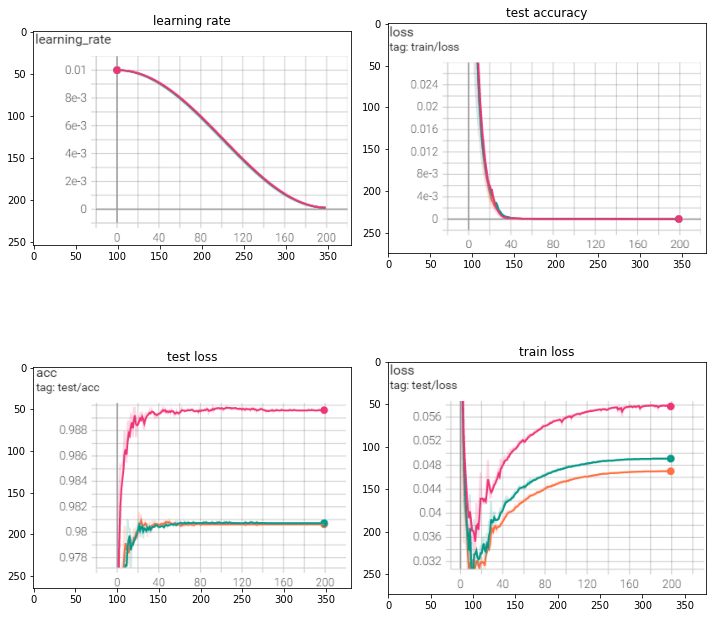 learning rate
learning_rate
0.01
8e-3
6e-3
4e-3
2e-3
0
0 40 80 120 160 200
0
50
100
150
200
250
0 50 100 150 200 250 300 350
test accuracy
loss
tag: train/loss
0.024
0.02
0.016
0.012
8e-3
4e-3
0
0 40 80 120 160 200
0
50
100
150
200
250
0 50 100 150 200 250 300 350
test loss
acc
tag: test/acc
0.988
0.986
0.984
0.982
0.98
0.978
0 40 80 120 160 200
0
50
100
150
200
250
0 50 100 150 200 250 300 350
train loss
loss
tag: test/loss
0.056
0.052
0.048
0.044
0.04
0.036
0.032
0 40 80 120 160 200
0
50
100
150
200
250
0 50 100 150 200 250 300 350